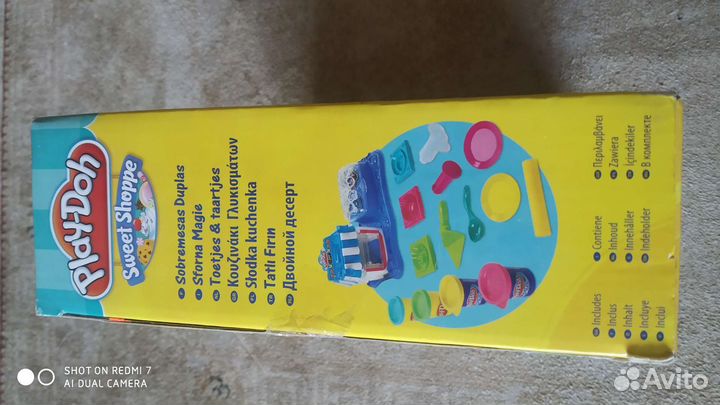 Play-Doh
Sweet Shoppe
Sobremesas Duplas
Sforna Magie
Toetjes & taartjes
Κουζινάκι Γλυκισμάτων
Słodka kuchenka
Tatlı Fırın
Двойной десерт
Includes
Inclus
Inhalt
Incluye
Inclui
Contiene
Inhoud
Innehåller
Indeholder
Περιλαμβάνει
Zawiera
İçindekiler
В комплекте
SHOT ON REDMI 7
AI DUAL CAMERA
Avito